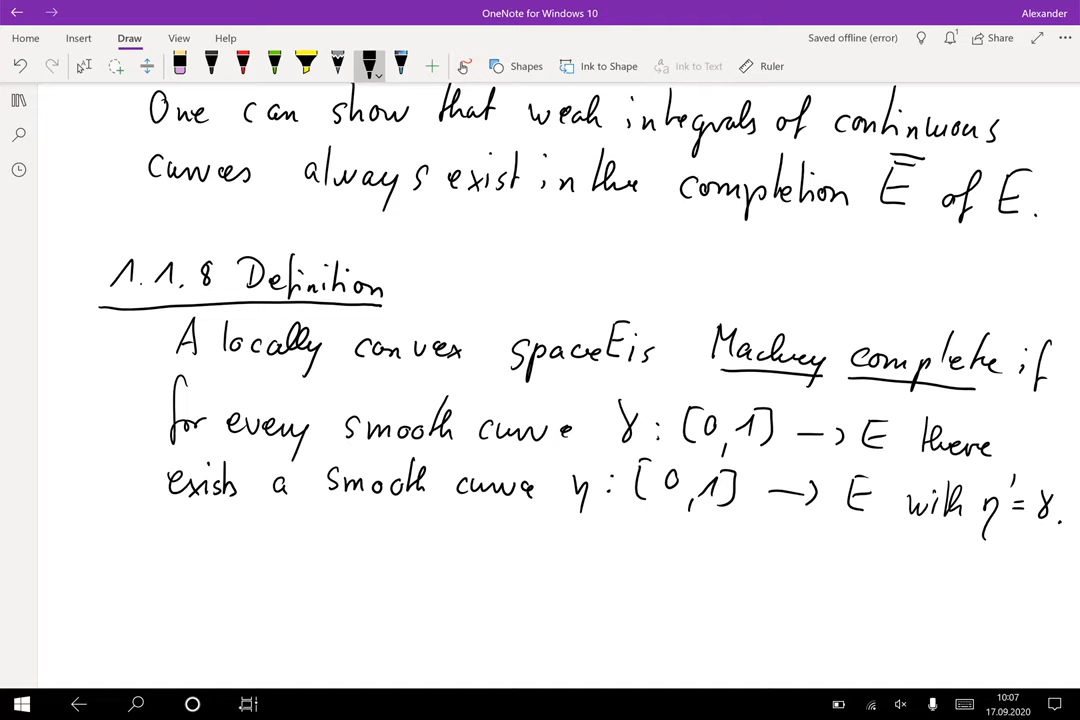 OneNote for Windows 10
Alexander
Home Insert Draw View Help
Saved offline (error)
Share
Shapes
Ink to Shape
Ink to Text
Ruler
One can show that weak integrals of continuous
curves always exist in the completion E̅ of E.
1.1.8 Definition
A locally convex space E is Mackey complete if
for every smooth curve γ : [0,1] → E there
exists a smooth curve η : [0,1] → E with η' = γ.
10:07
17.09.2020